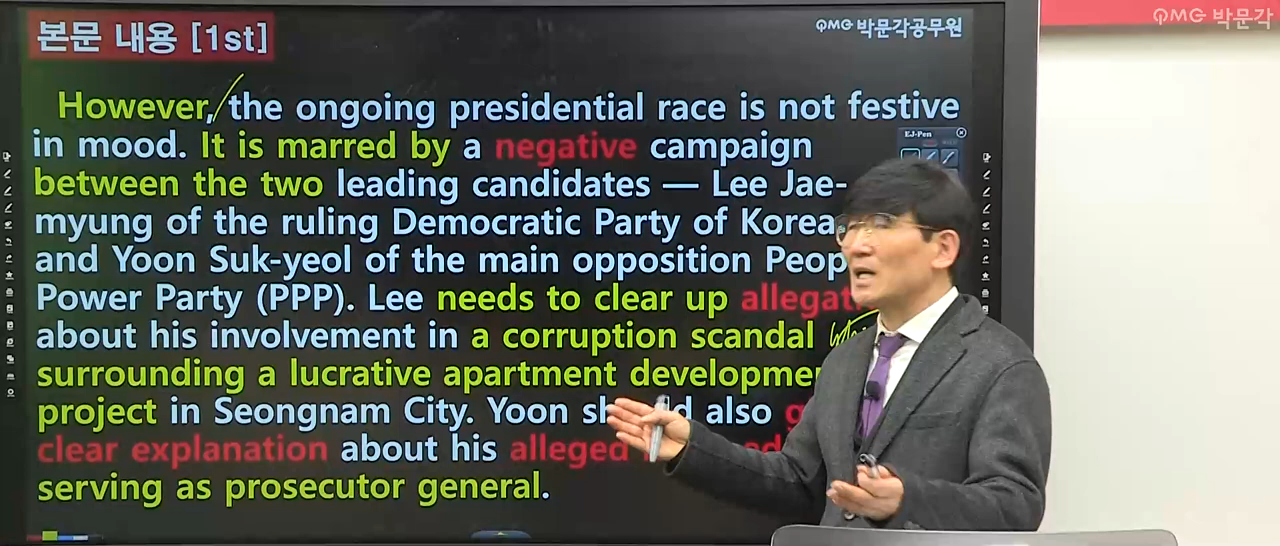 본문 내용 [1st]
QMG 박문각공무원
QMG 박문각
However, the ongoing presidential race is not festive
in mood. It is marred by a negative campaign
EJ-Pen
between the two leading candidates — Lee Jae-
myung of the ruling Democratic Party of Korea
and Yoon Suk-yeol of the main opposition
Power Party (PPP). Lee needs to clear up
about his involvement in a corruption scandal
surrounding a lucrative apartment
project in Seongnam City. Yoon also
clear explanation about his alleged
serving as prosecutor general.